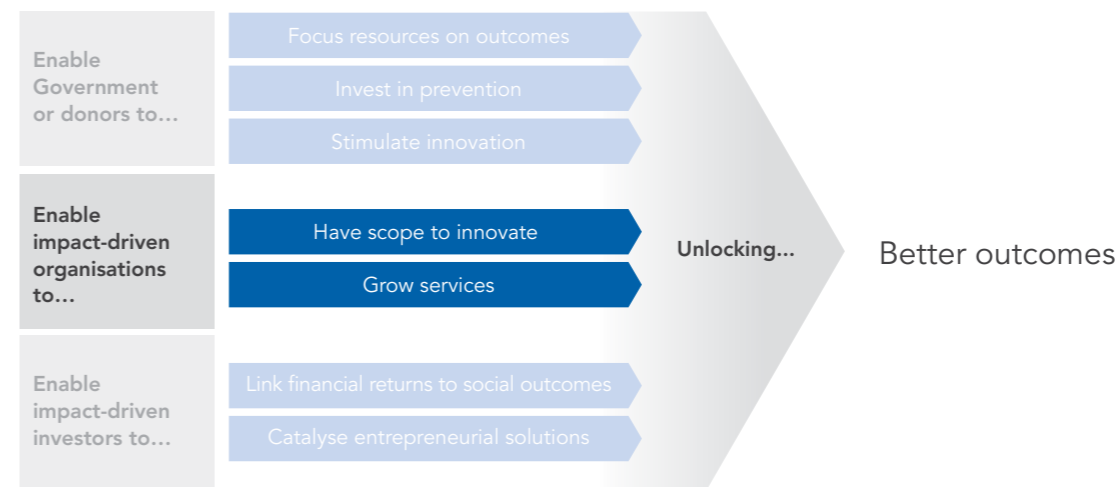 Enable
Government
or donors to…
Focus resources on outcomes
Invest in prevention
Stimulate innovation
Enable
impact-driven
organisations
to…
Have scope to innovate
Grow services
Enable
impact-driven
investors to…
Link financial returns to social outcomes
Catalyse entrepreneurial solutions
Unlocking...
Better outcomes